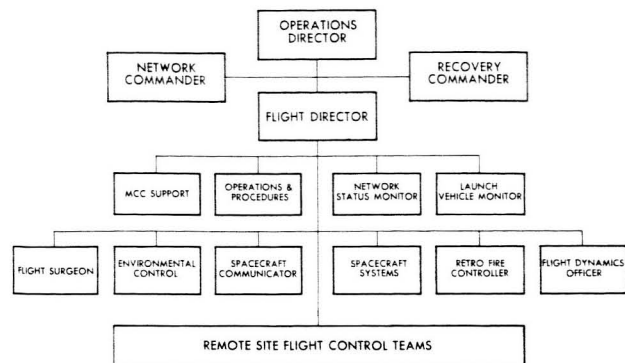 OPERATIONS
DIRECTOR
NETWORK
COMMANDER
RECOVERY
COMMANDER
FLIGHT DIRECTOR
MCC SUPPORT
OPERATIONS &
PROCEDURES
NETWORK
STATUS MONITOR
LAUNCH
VEHICLE MONITOR
FLIGHT SURGEON
ENVIRONMENTAL
CONTROL
SPACECRAFT
COMMUNICATOR
SPACECRAFT
SYSTEMS
RETRO FIRE
CONTROLLER
FLIGHT DYNAMICS
OFFICER
REMOTE SITE FLIGHT CONTROL TEAMS